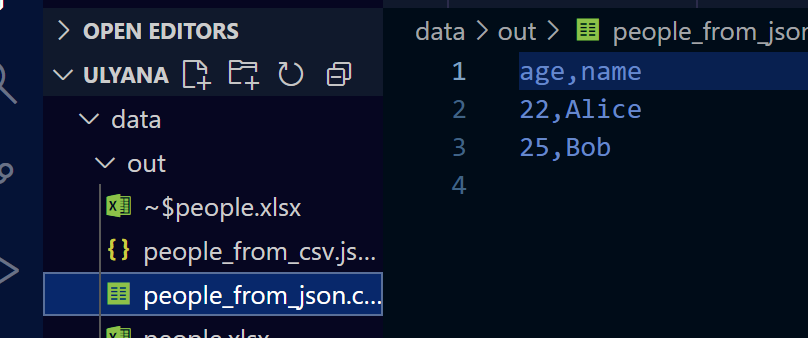 OPEN EDITORS
ULYANA
data
out
~$people.xlsx
{} people_from_csv.js...
people_from_json.c...
people.xlsx
data > out > people_from_json
1 age,name
2 22,Alice
3 25,Bob
4